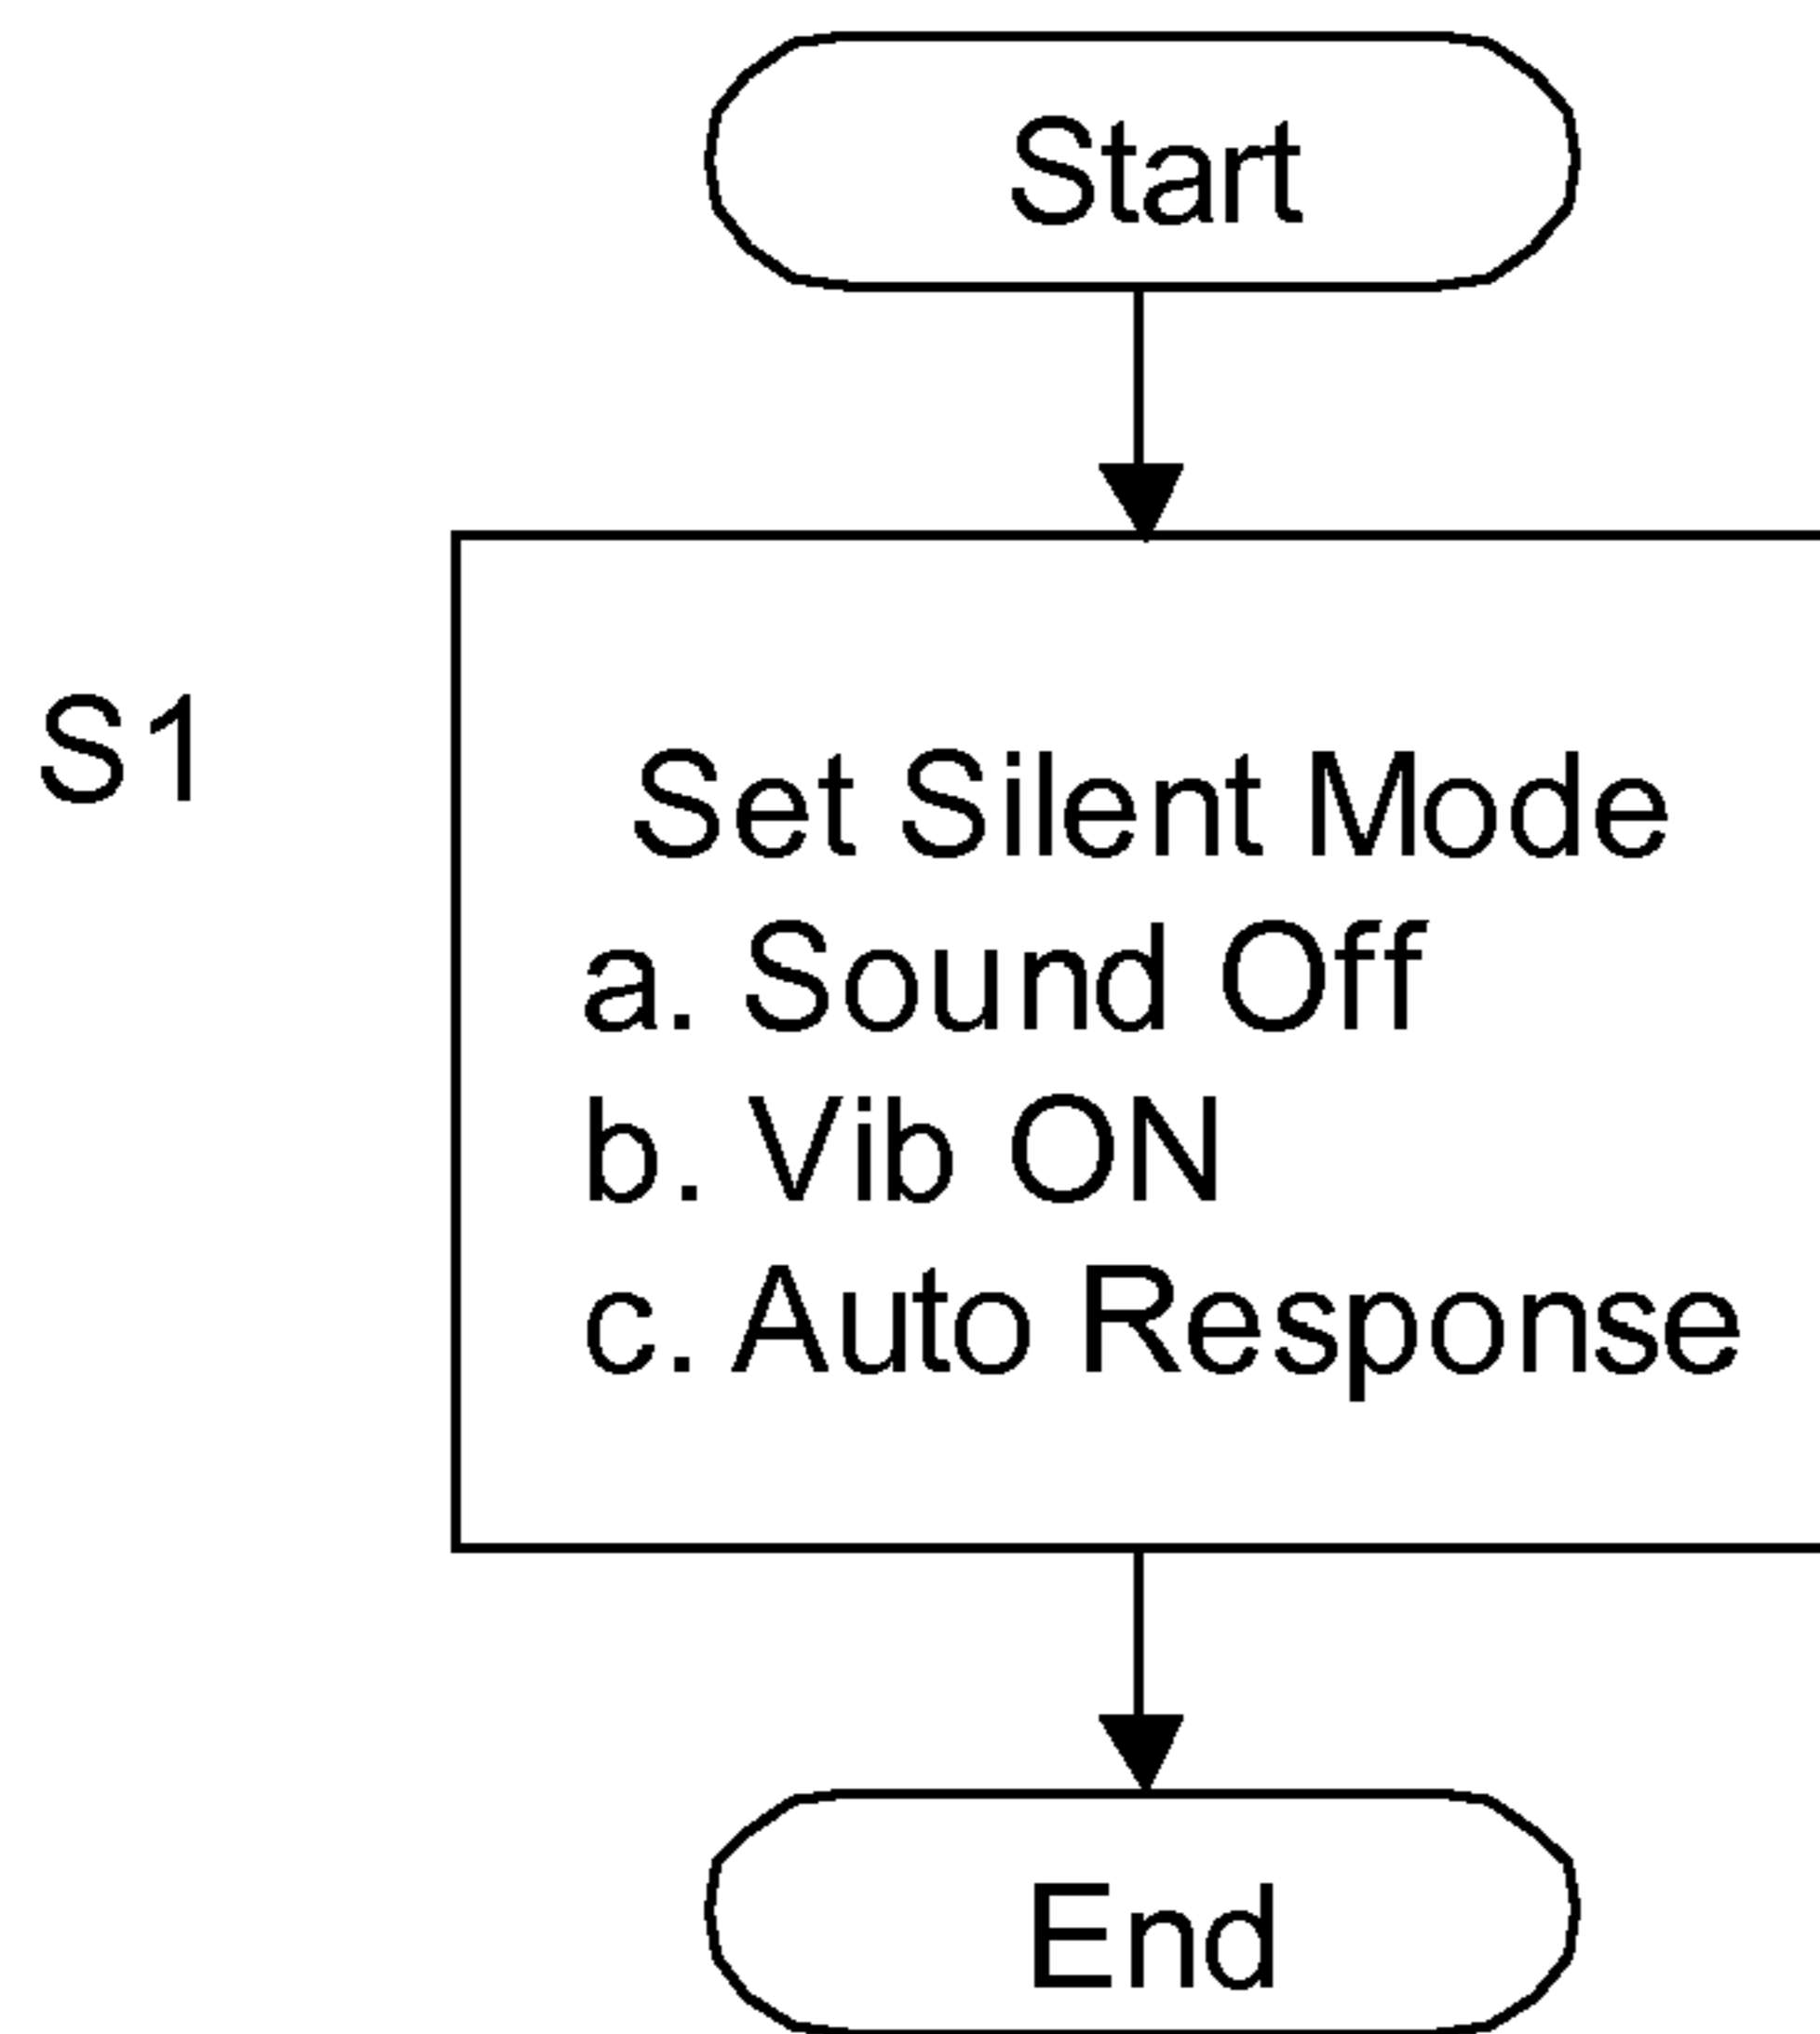 Start
S1
Set Silent Mode
a. Sound Off
b. Vib ON
c. Auto Response
End